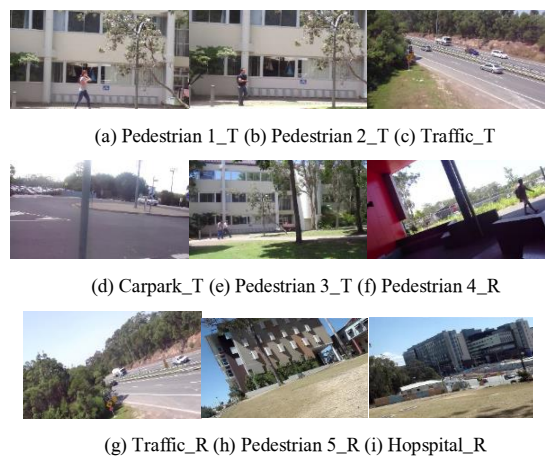 (a) Pedestrian 1_T (b) Pedestrian 2_T (c) Traffic_T
(d) Carpark_T (e) Pedestrian 3_T (f) Pedestrian 4_R
(g) Traffic_R (h) Pedestrian 5_R (i) Hopspital_R